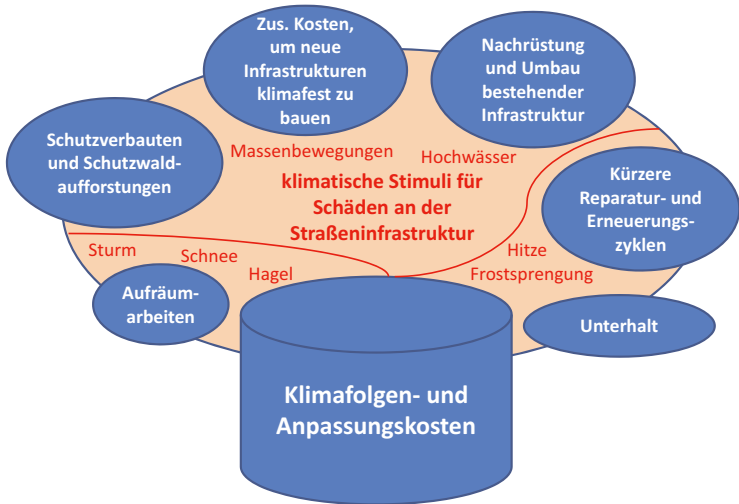 Zus. Kosten,
um neue
Infrastrukturen
klimafest zu
bauen
Nachrüstung
und Umbau
bestehender
Infrastruktur
Schutzverbauten
und Schutzwald-
aufforstungen
Massenbewegungen
Hochwässer
klimatische Stimuli für
Schäden an der
Straßeninfrastruktur
Kürzere
Reparatur- und
Erneuerungs-
zyklen
Sturm
Schnee
Hagel
Hitze
Frostsprengung
Aufräum-
arbeiten
Unterhalt
Klimafolgen- und
Anpassungskosten